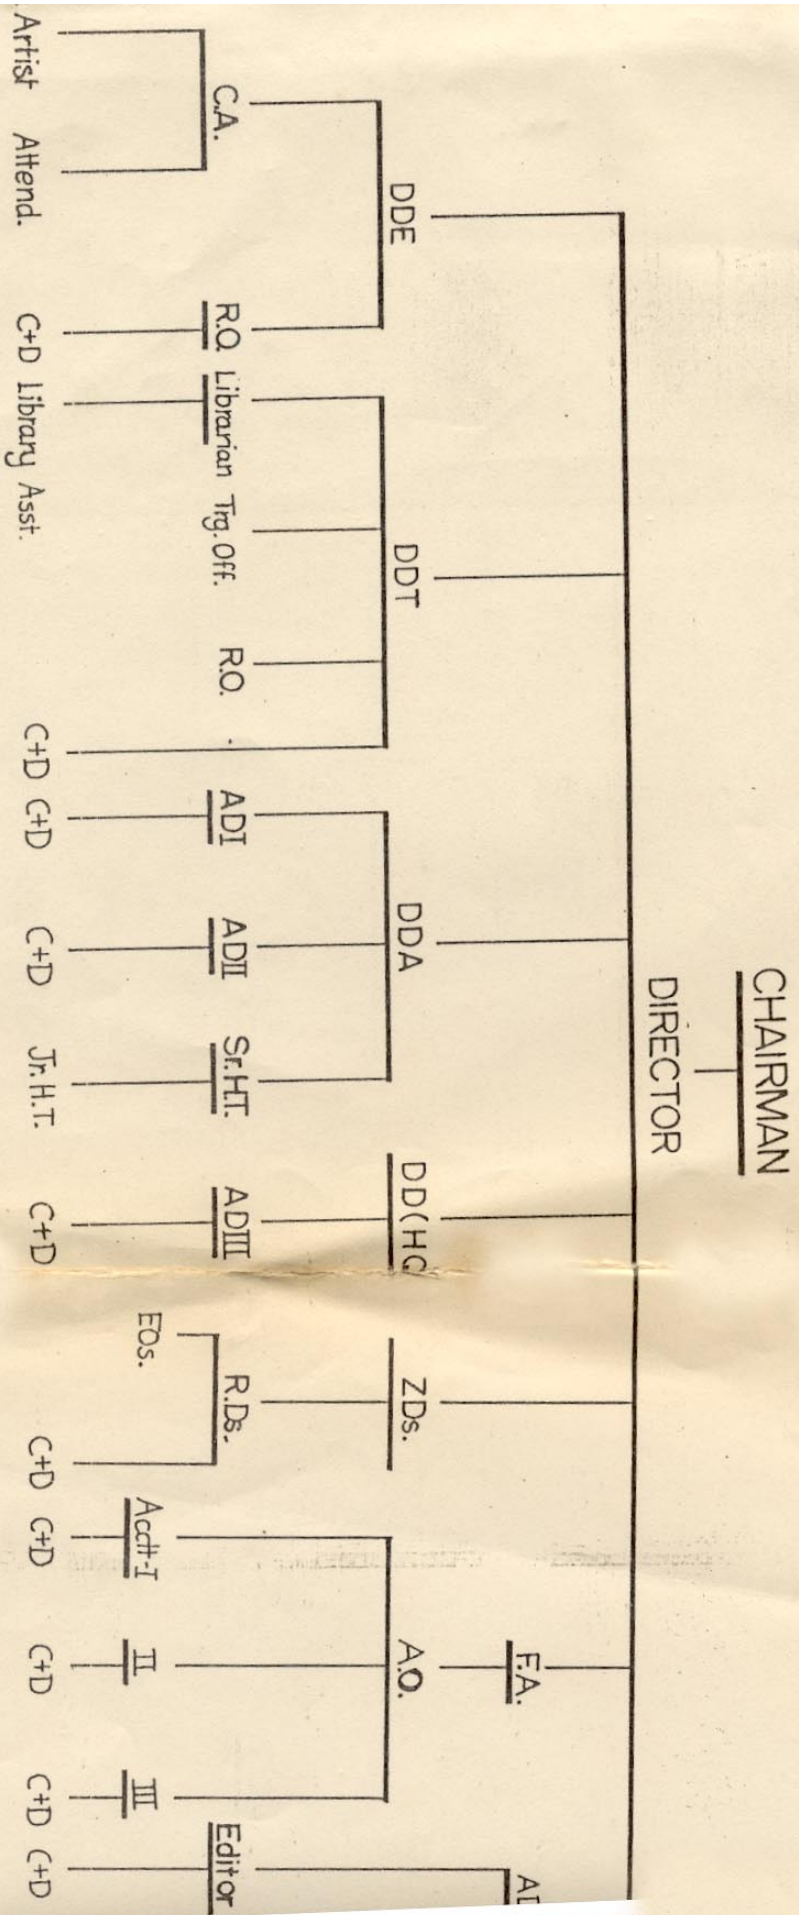 CHAIRMAN
DIRECTOR
F.A.
DDE DDT DDA DD(HQ ZDs. A.O.
C.A. R.O. Librarian Trg. Off. R.O. ADI ADII Sr.H.T. ADIII R.Ds. Editor
EOs. Acctt-I II III
Artist Attend. C+D Library Asst. C+D C+D C+D Jr.H.T. C+D C+D C+D C+D C+D C+D